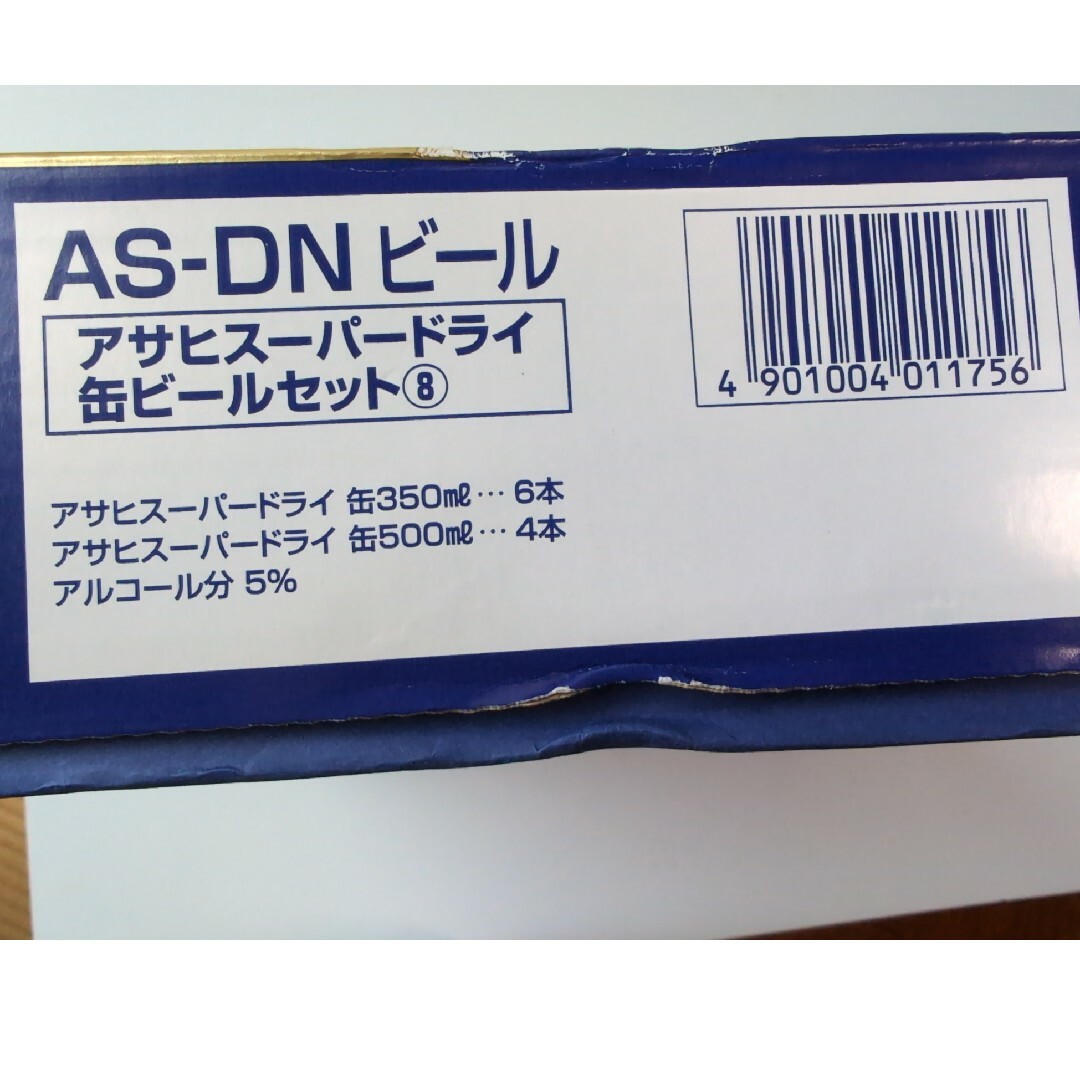 AS-DN ビール
アサヒスーパードライ
缶ビールセット⑧
4 901004 011756
アサヒスーパードライ 缶350㎖… 6本
アサヒスーパードライ 缶500㎖… 4本
アルコール分 5%